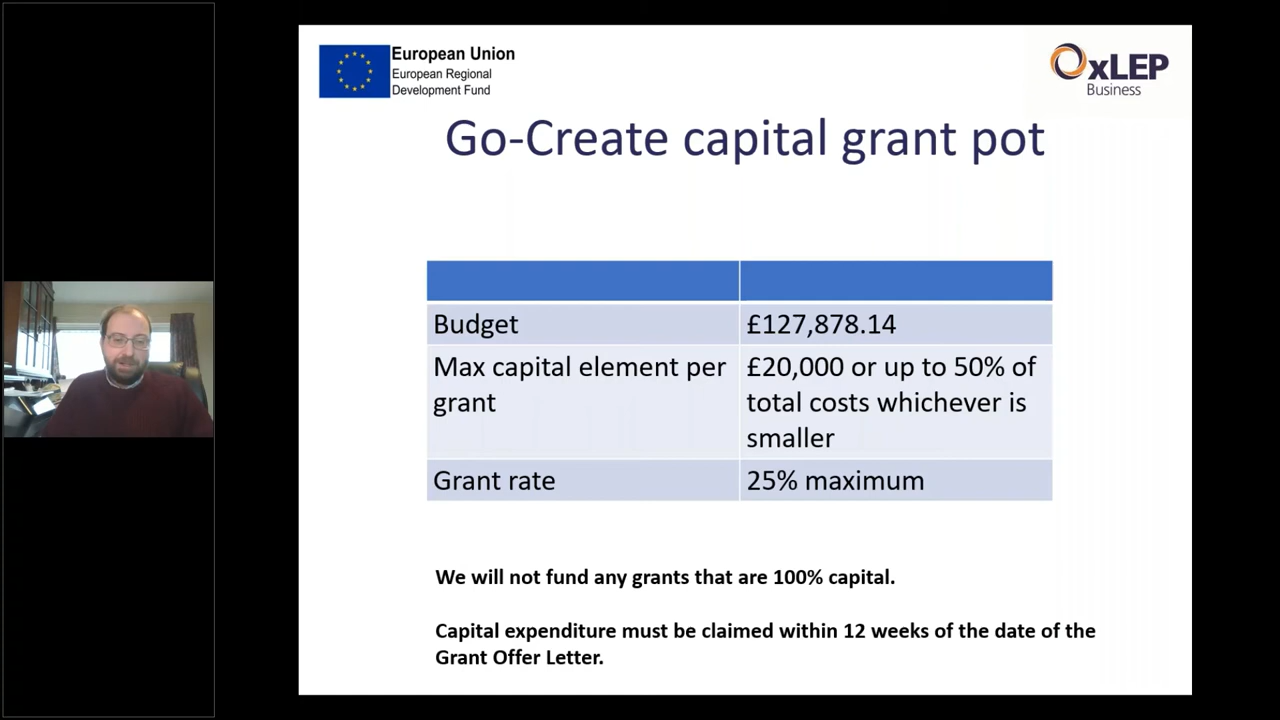 European Union
European Regional
Development Fund
OxLEP
Business
Go-Create capital grant pot
Budget
£127,878.14
Max capital element per
grant
£20,000 or up to 50% of
total costs whichever is
smaller
Grant rate
25% maximum
We will not fund any grants that are 100% capital.
Capital expenditure must be claimed within 12 weeks of the date of the
Grant Offer Letter.